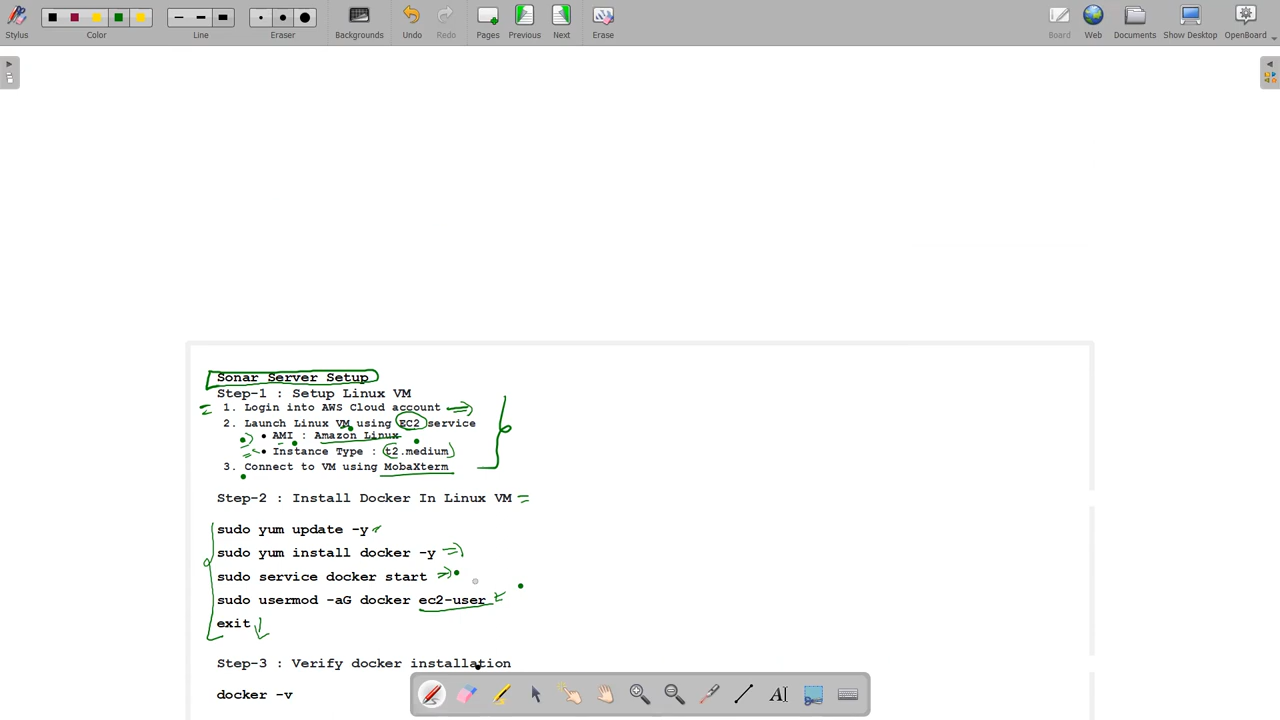 Stylus
Color
Line
Eraser
Backgrounds
Undo
Redo
Pages
Previous
Next
Erase
Board
Web
Documents
Show Desktop
OpenBoard
Sonar Server Setup
Step-1 : Setup Linux VM
1. Login into AWS Cloud account
2. Launch Linux VM using EC2 service
• AMI : Amazon Linux
• Instance Type : t2.medium
3. Connect to VM using MobaXterm
Step-2 : Install Docker In Linux VM
sudo yum update -y
sudo yum install docker -y
sudo service docker start
sudo usermod -aG docker ec2-user
exit
Step-3 : Verify docker installation
docker -v
AI